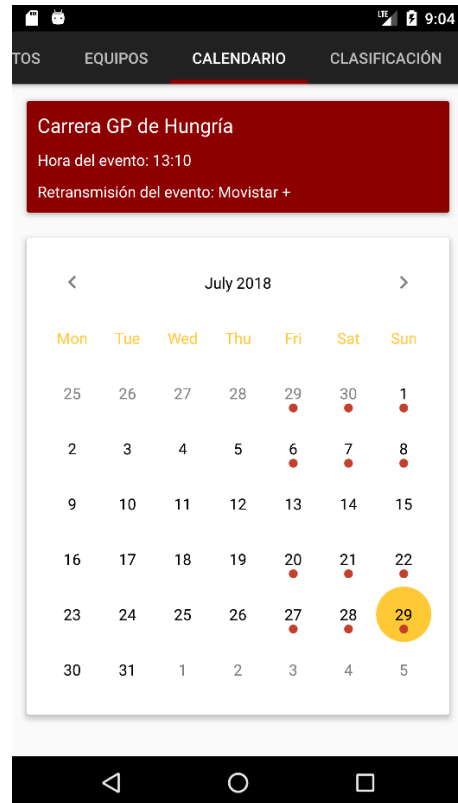 LTE 9:04
TOS EQUIPOS CALENDARIO CLASIFICACIÓN
Carrera GP de Hungría
Hora del evento: 13:10
Retransmisión del evento: Movistar +
July 2018
Mon Tue Wed Thu Fri Sat Sun
25 26 27 28 29 30 1
2 3 4 5 6 7 8
9 10 11 12 13 14 15
16 17 18 19 20 21 22
23 24 25 26 27 28 29
30 31 1 2 3 4 5